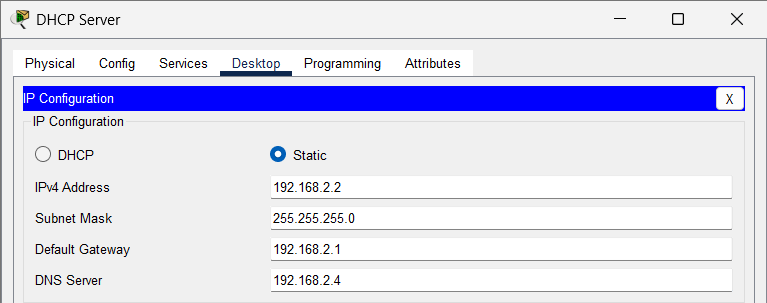 DHCP Server
Physical Config Services Desktop Programming Attributes
IP Configuration X
IP Configuration
DHCP Static
IPv4 Address 192.168.2.2
Subnet Mask 255.255.255.0
Default Gateway 192.168.2.1
DNS Server 192.168.2.4